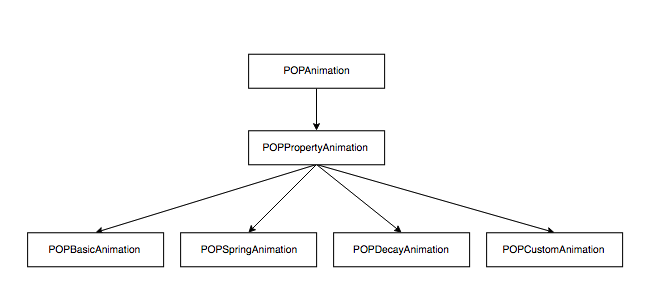 POPAnimation
POPPropertyAnimation
POPBasicAnimation
POPSpringAnimation
POPDecayAnimation
POPCustomAnimation